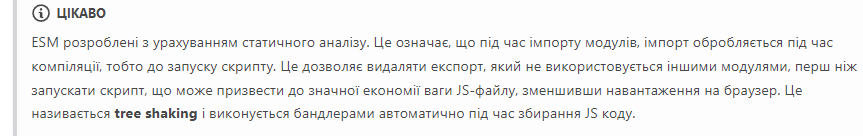 ЦІКАВО
ESM розроблені з урахуванням статичного аналізу. Це означає, що під час імпорту модулів, імпорт обробляється під час
компіляції, тобто до запуску скрипту. Це дозволяє видаляти експорт, який не використовується іншими модулями, перш ніж
запускати скрипт, що може призвести до значної економії ваги JS-файлу, зменшивши навантаження на браузер. Це
називається tree shaking і виконується бандлерами автоматично під час збирання JS коду.